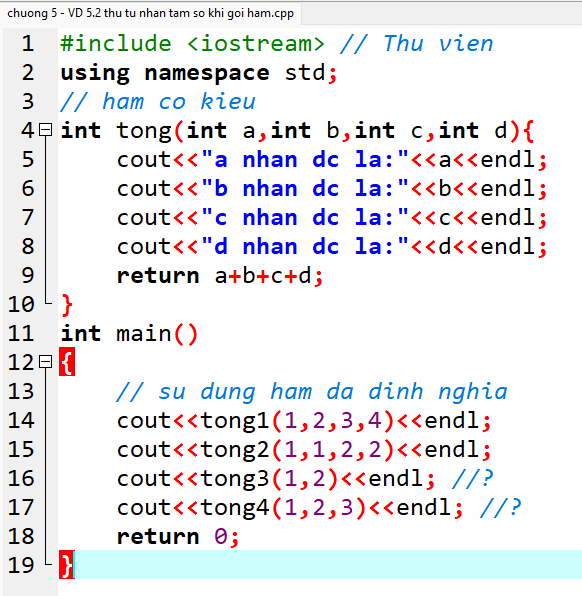 chuong 5 - VD 5.2 thu tu nhan tam so khi goi ham.cpp
1 #include <iostream> // Thu vien
2 using namespace std;
3 // ham co kieu
4 int tong(int a,int b,int c,int d){
5 cout<<"a nhan dc la:"<<a<<endl;
6 cout<<"b nhan dc la:"<<b<<endl;
7 cout<<"c nhan dc la:"<<c<<endl;
8 cout<<"d nhan dc la:"<<d<<endl;
9 return a+b+c+d;
10 }
11 int main()
12 {
13 // su dung ham da dinh nghia
14 cout<<tong1(1,2,3,4)<<endl;
15 cout<<tong2(1,1,2,2)<<endl;
16 cout<<tong3(1,2)<<endl; //?
17 cout<<tong4(1,2,3)<<endl; //?
18 return 0;
19 }